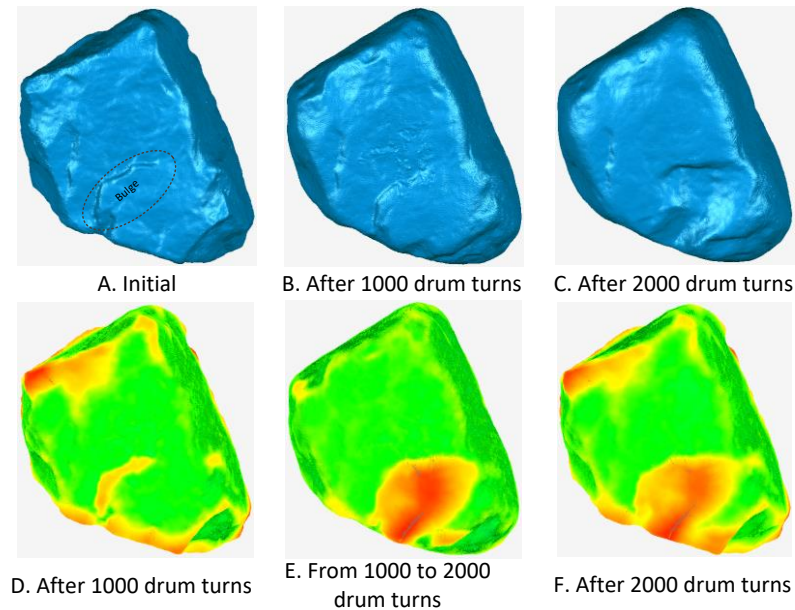 Bulge
A. Initial
B. After 1000 drum turns
C. After 2000 drum turns
D. After 1000 drum turns
E. From 1000 to 2000
drum turns
F. After 2000 drum turns